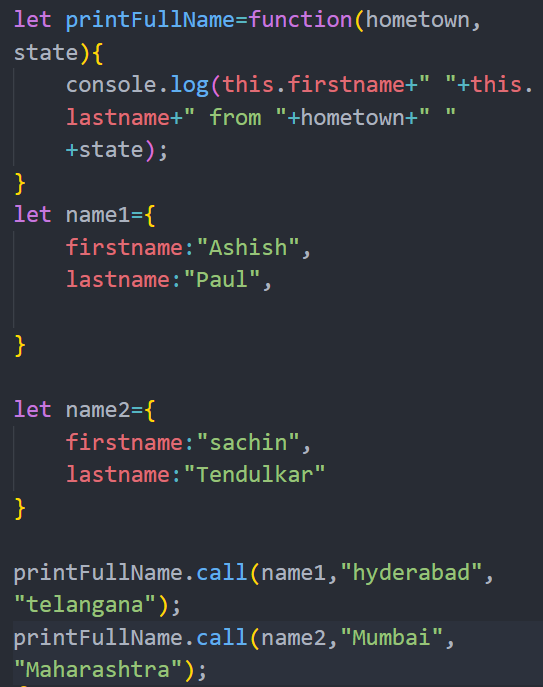 let printFullName=function(hometown,
state){
    console.log(this.firstname+" "+this.
    lastname+" from "+hometown+" "
    +state);
}
let name1={
    firstname:"Ashish",
    lastname:"Paul",

}

let name2={
    firstname:"sachin",
    lastname:"Tendulkar"
}

printFullName.call(name1,"hyderabad",
"telangana");
printFullName.call(name2,"Mumbai",
"Maharashtra");